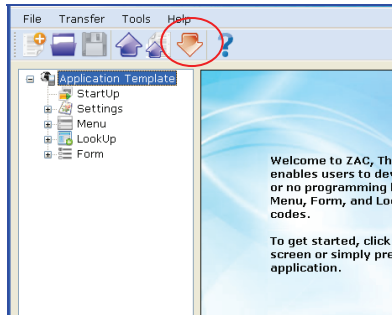 File Transfer Tools Help
?
Application Template
StartUp
Settings
Menu
LookUp
Form
Welcome to ZAC, Th
enables users to de
or no programming
Menu, Form, and Lo
codes.
To get started, click
screen or simply pre
application.